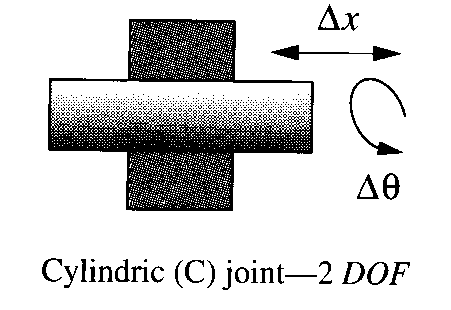 Δx
Δθ
Cylindric (C) joint—2 DOF